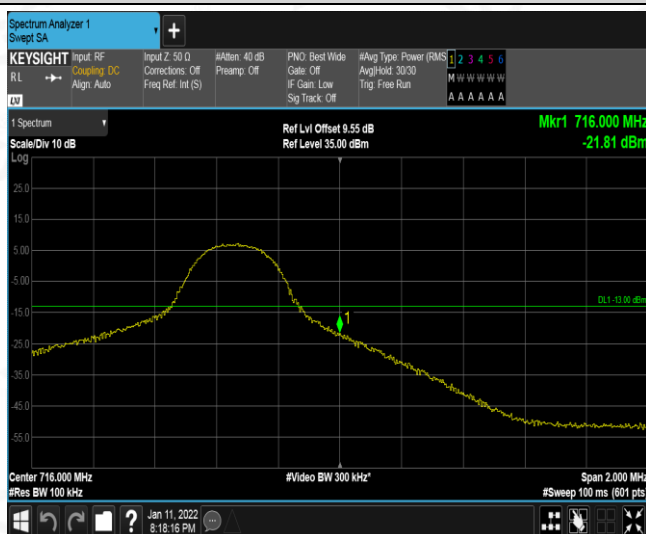 Spectrum Analyzer 1
Swept SA
+
KEYSIGHT
RL
LXI
Input: RF
Coupling: DC
Align: Auto
Input Z: 50 Ω
Corrections: Off
Freq Ref: Int (S)
#Atten: 40 dB
Preamp: Off
PNO: Best Wide
Gate: Off
IF Gain: Low
Sig Track: Off
#Avg Type: Power (RMS
Avg|Hold: 30/30
Trig: Free Run
1 2 3 4 5 6
M W W W W W
A A A A A A
1 Spectrum
Scale/Div 10 dB
Log
Ref Lvl Offset 9.55 dB
Ref Level 35.00 dBm
Mkr1 716.000 MHz
-21.81 dBm
25.0
15.0
5.00
-5.00
-15.0
-25.0
-35.0
-45.0
-55.0
DL1 -13.00 dBm
1
Center 716.000 MHz
#Res BW 100 kHz
#Video BW 300 kHz*
Span 2.000 MHz
#Sweep 100 ms (601 pts)
?
Jan 11, 2022
8:18:16 PM